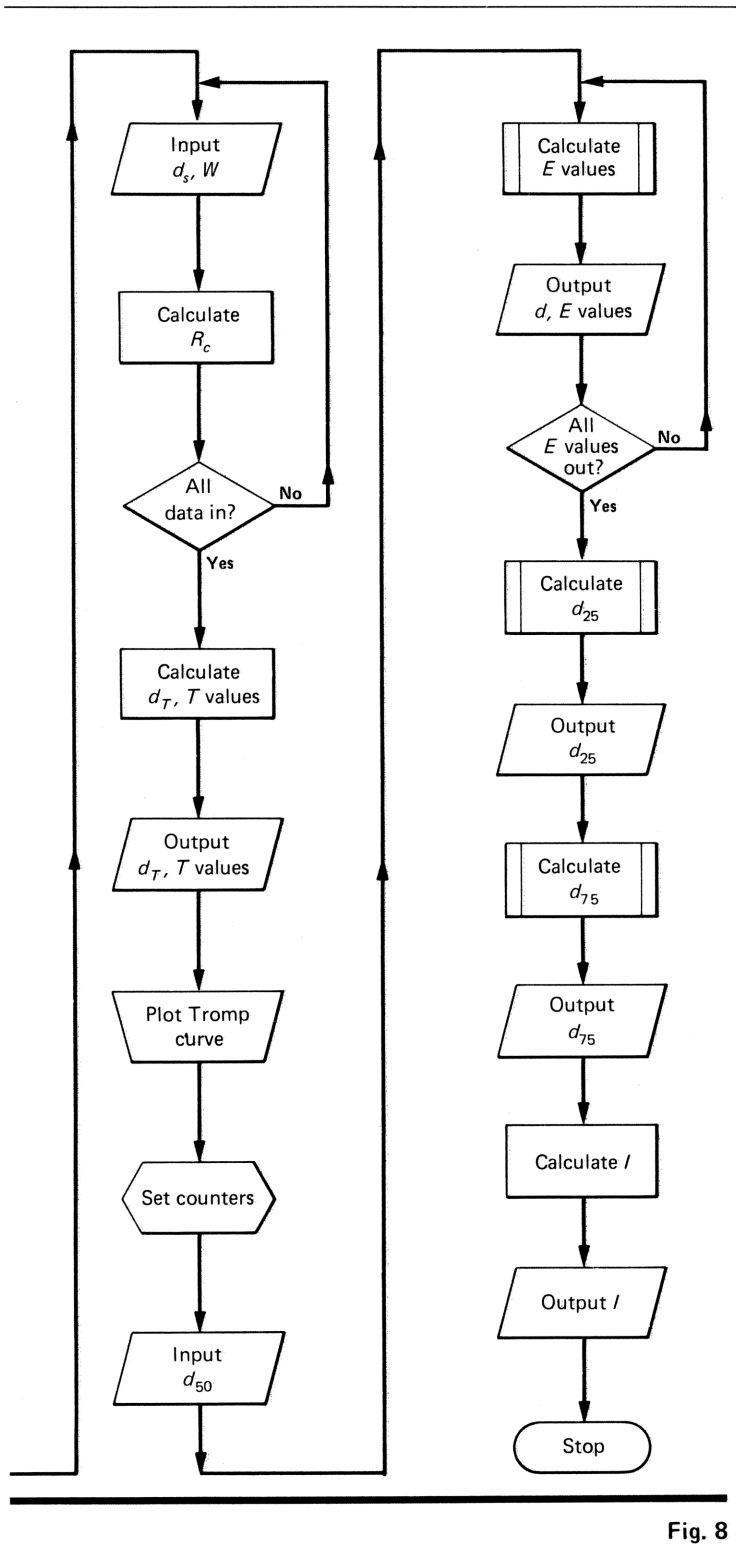 Input
d_s, W
Calculate
R_c
All
data in?
No
Yes
Calculate
d_T, T values
Output
d_T, T values
Plot Tromp
curve
Set counters
Input
d_50
Calculate
E values
Output
d, E values
All
E values
out?
No
Yes
Calculate
d_25
Output
d_25
Calculate
d_75
Output
d_75
Calculate I
Output I
Stop
Fig. 8